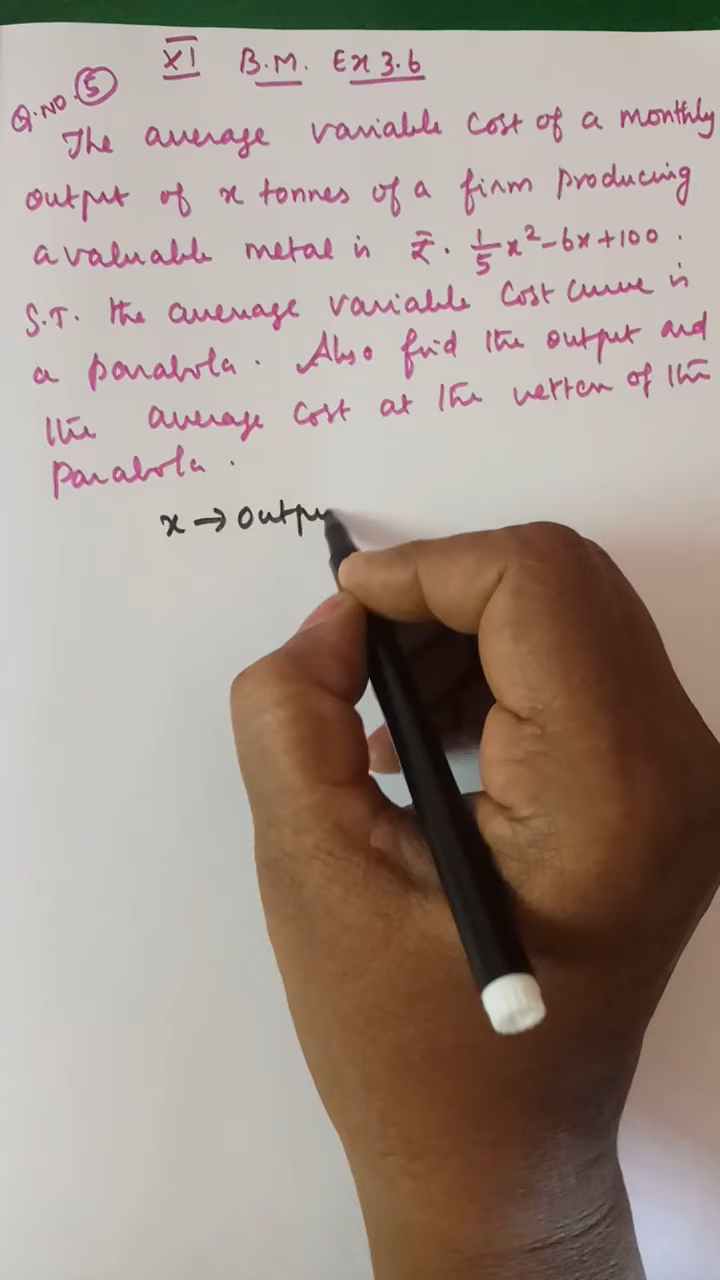 XI B.M. Ex 3.6
Q.NO. 5
The average variable cost of a monthly
output of x tonnes of a firm producing
a valuable metal is ₹. 1/5 x² - 6x + 100.
S.T. the average variable cost curve is
a parabola. Also find the output and
the average cost at the vertex of the
Parabola.
x → Outpu